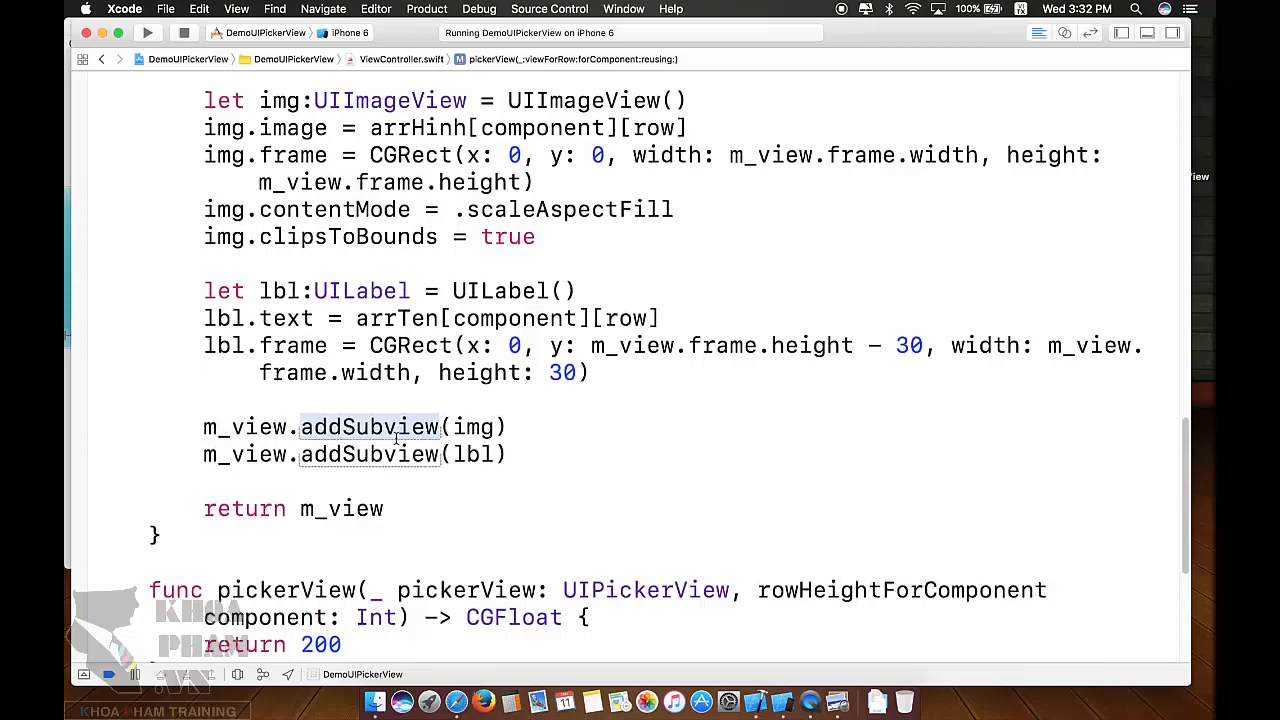 Xcode File Edit View Find Navigate Editor Product Debug Source Control Window Help 100% Wed 3:32 PM
DemoUIPickerView iPhone 6 Running DemoUIPickerView on iPhone 6
DemoUIPickerView DemoUIPickerView ViewController.swift M pickerView(_:viewForRow:forComponent:reusing:)
let img:UIImageView = UIImageView()
img.image = arrHinh[component][row]
img.frame = CGRect(x: 0, y: 0, width: m_view.frame.width, height:
m_view.frame.height)
iew
img.contentMode = .scaleAspectFill
img.clipsToBounds = true
let lbl:UILabel = UILabel()
lbl.text = arrTen[component][row]
lbl.frame = CGRect(x: 0, y: m_view.frame.height - 30, width: m_view.
frame.width, height: 30)
m_view.addSubview(img)
m_view.addSubview(lbl)
return m_view
}
func pickerView(_ pickerView: UIPickerView, rowHeightForComponent
component: Int) -> CGFloat {
return 200
KHOA
PHAM
.VN
DemoUIPickerView
KHOA PHAM TRAINING